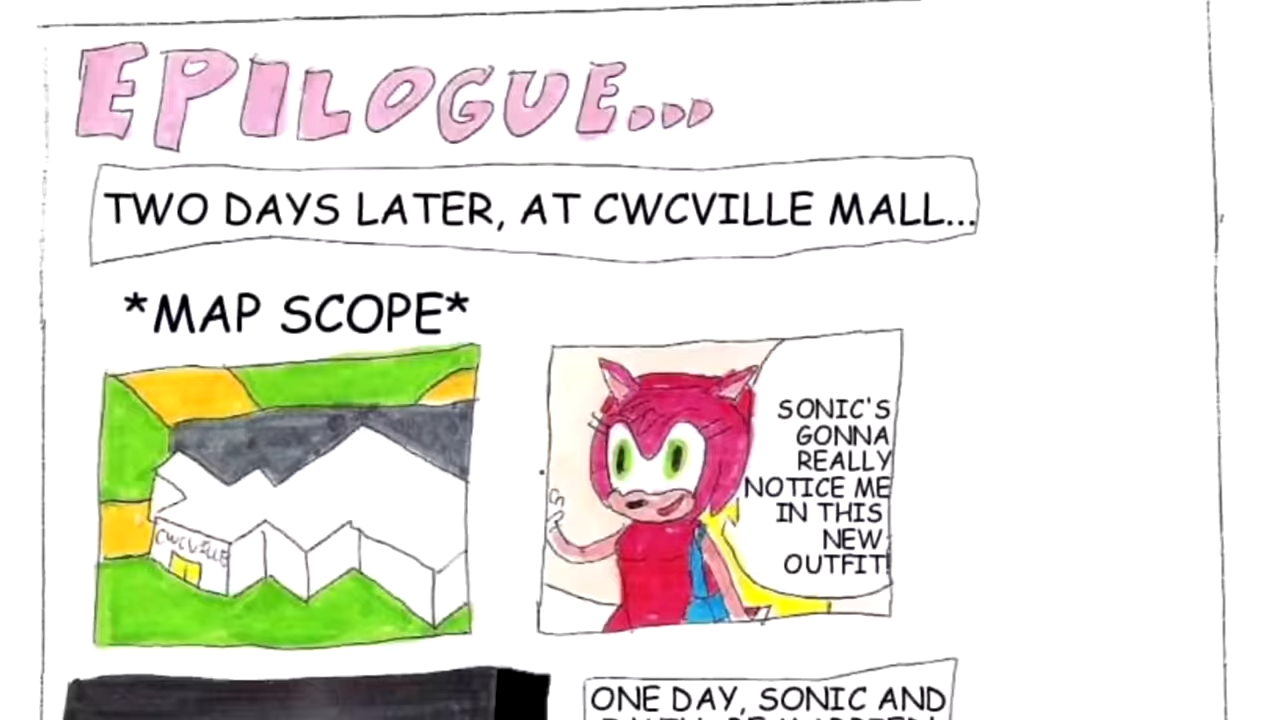 EPILOGUE...
TWO DAYS LATER, AT CWCVILLE MALL...
*MAP SCOPE*
CWCVILLE
SONIC'S
GONNA
REALLY
NOTICE ME
IN THIS
NEW
OUTFIT!
ONE DAY, SONIC AND